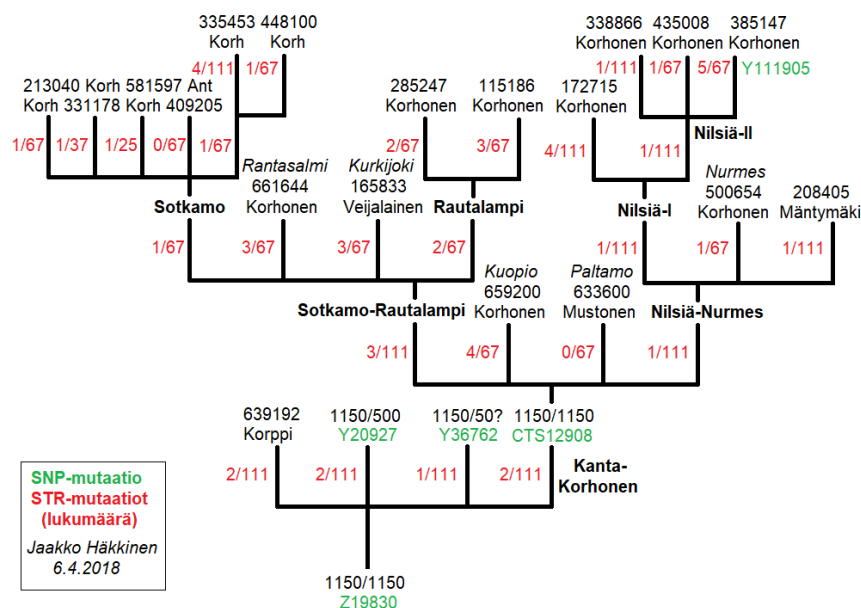 335453 448100
Korh Korh
4/111 1/67
213040 Korh 581597 Ant
Korh 331178 Korh 409205
1/67 1/37 1/25 0/67 1/67
285247 115186
Korhonen Korhonen
2/67 3/67
338866 435008 385147
Korhonen Korhonen Korhonen
1/111 1/67 5/67 Y111905
172715
Korhonen
Nilsiä-II
4/111 1/111
Rantasalmi
661644
Korhonen
Kurkijoki
165833
Veijalainen
Nurmes
500654
Korhonen
208405
Mäntymäki
Sotkamo
Rautalampi
Nilsiä-I
1/67 3/67 3/67 2/67
1/111 1/67 1/111
Kuopio
659200
Korhonen
Paltamo
633600
Mustonen
Sotkamo-Rautalampi
Nilsiä-Nurmes
3/111 4/67 0/67 1/111
639192
Korppi
1150/500
Y20927
1150/50?
Y36762
1150/1150
CTS12908
Kanta-
Korhonen
2/111 2/111 1/111 2/111
SNP-mutaatio
STR-mutaatiot
(lukumäärä)
Jaakko Häkkinen
6.4.2018
1150/1150
Z19830